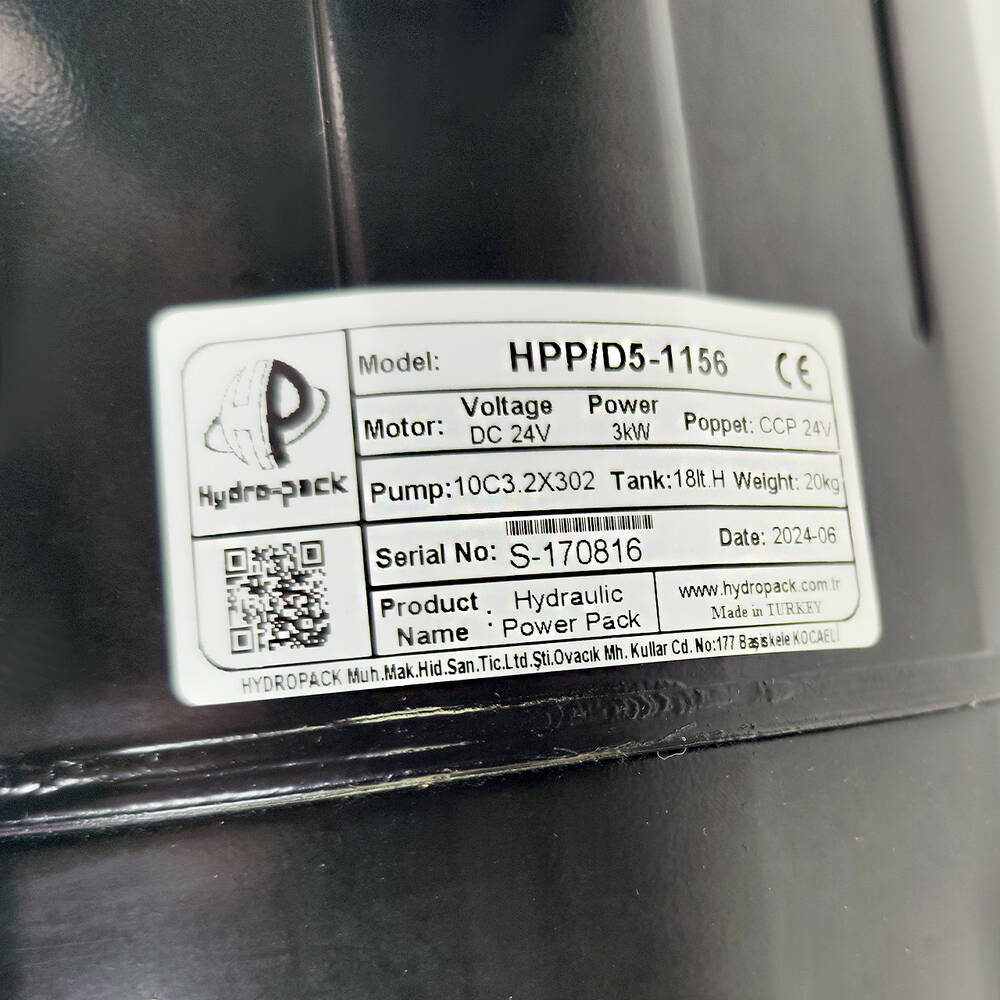 Hydro-pack
Model: HPP/D5-1156 CE
Motor: Voltage DC 24V Power 3kW Poppet: CCP 24V
Pump:10C3.2X302 Tank:18lt.H Weight: 20kg
Serial No: S-170816 Date: 2024-06
Product Name : Hydraulic Power Pack
www.hydropack.com.tr
Made in TURKEY
HYDROPACK Muh.Mak.Hid.San.Tic.Ltd.Şti.Ovacık Mh. Kullar Cd. No:177 Başiskele KOCAELİ